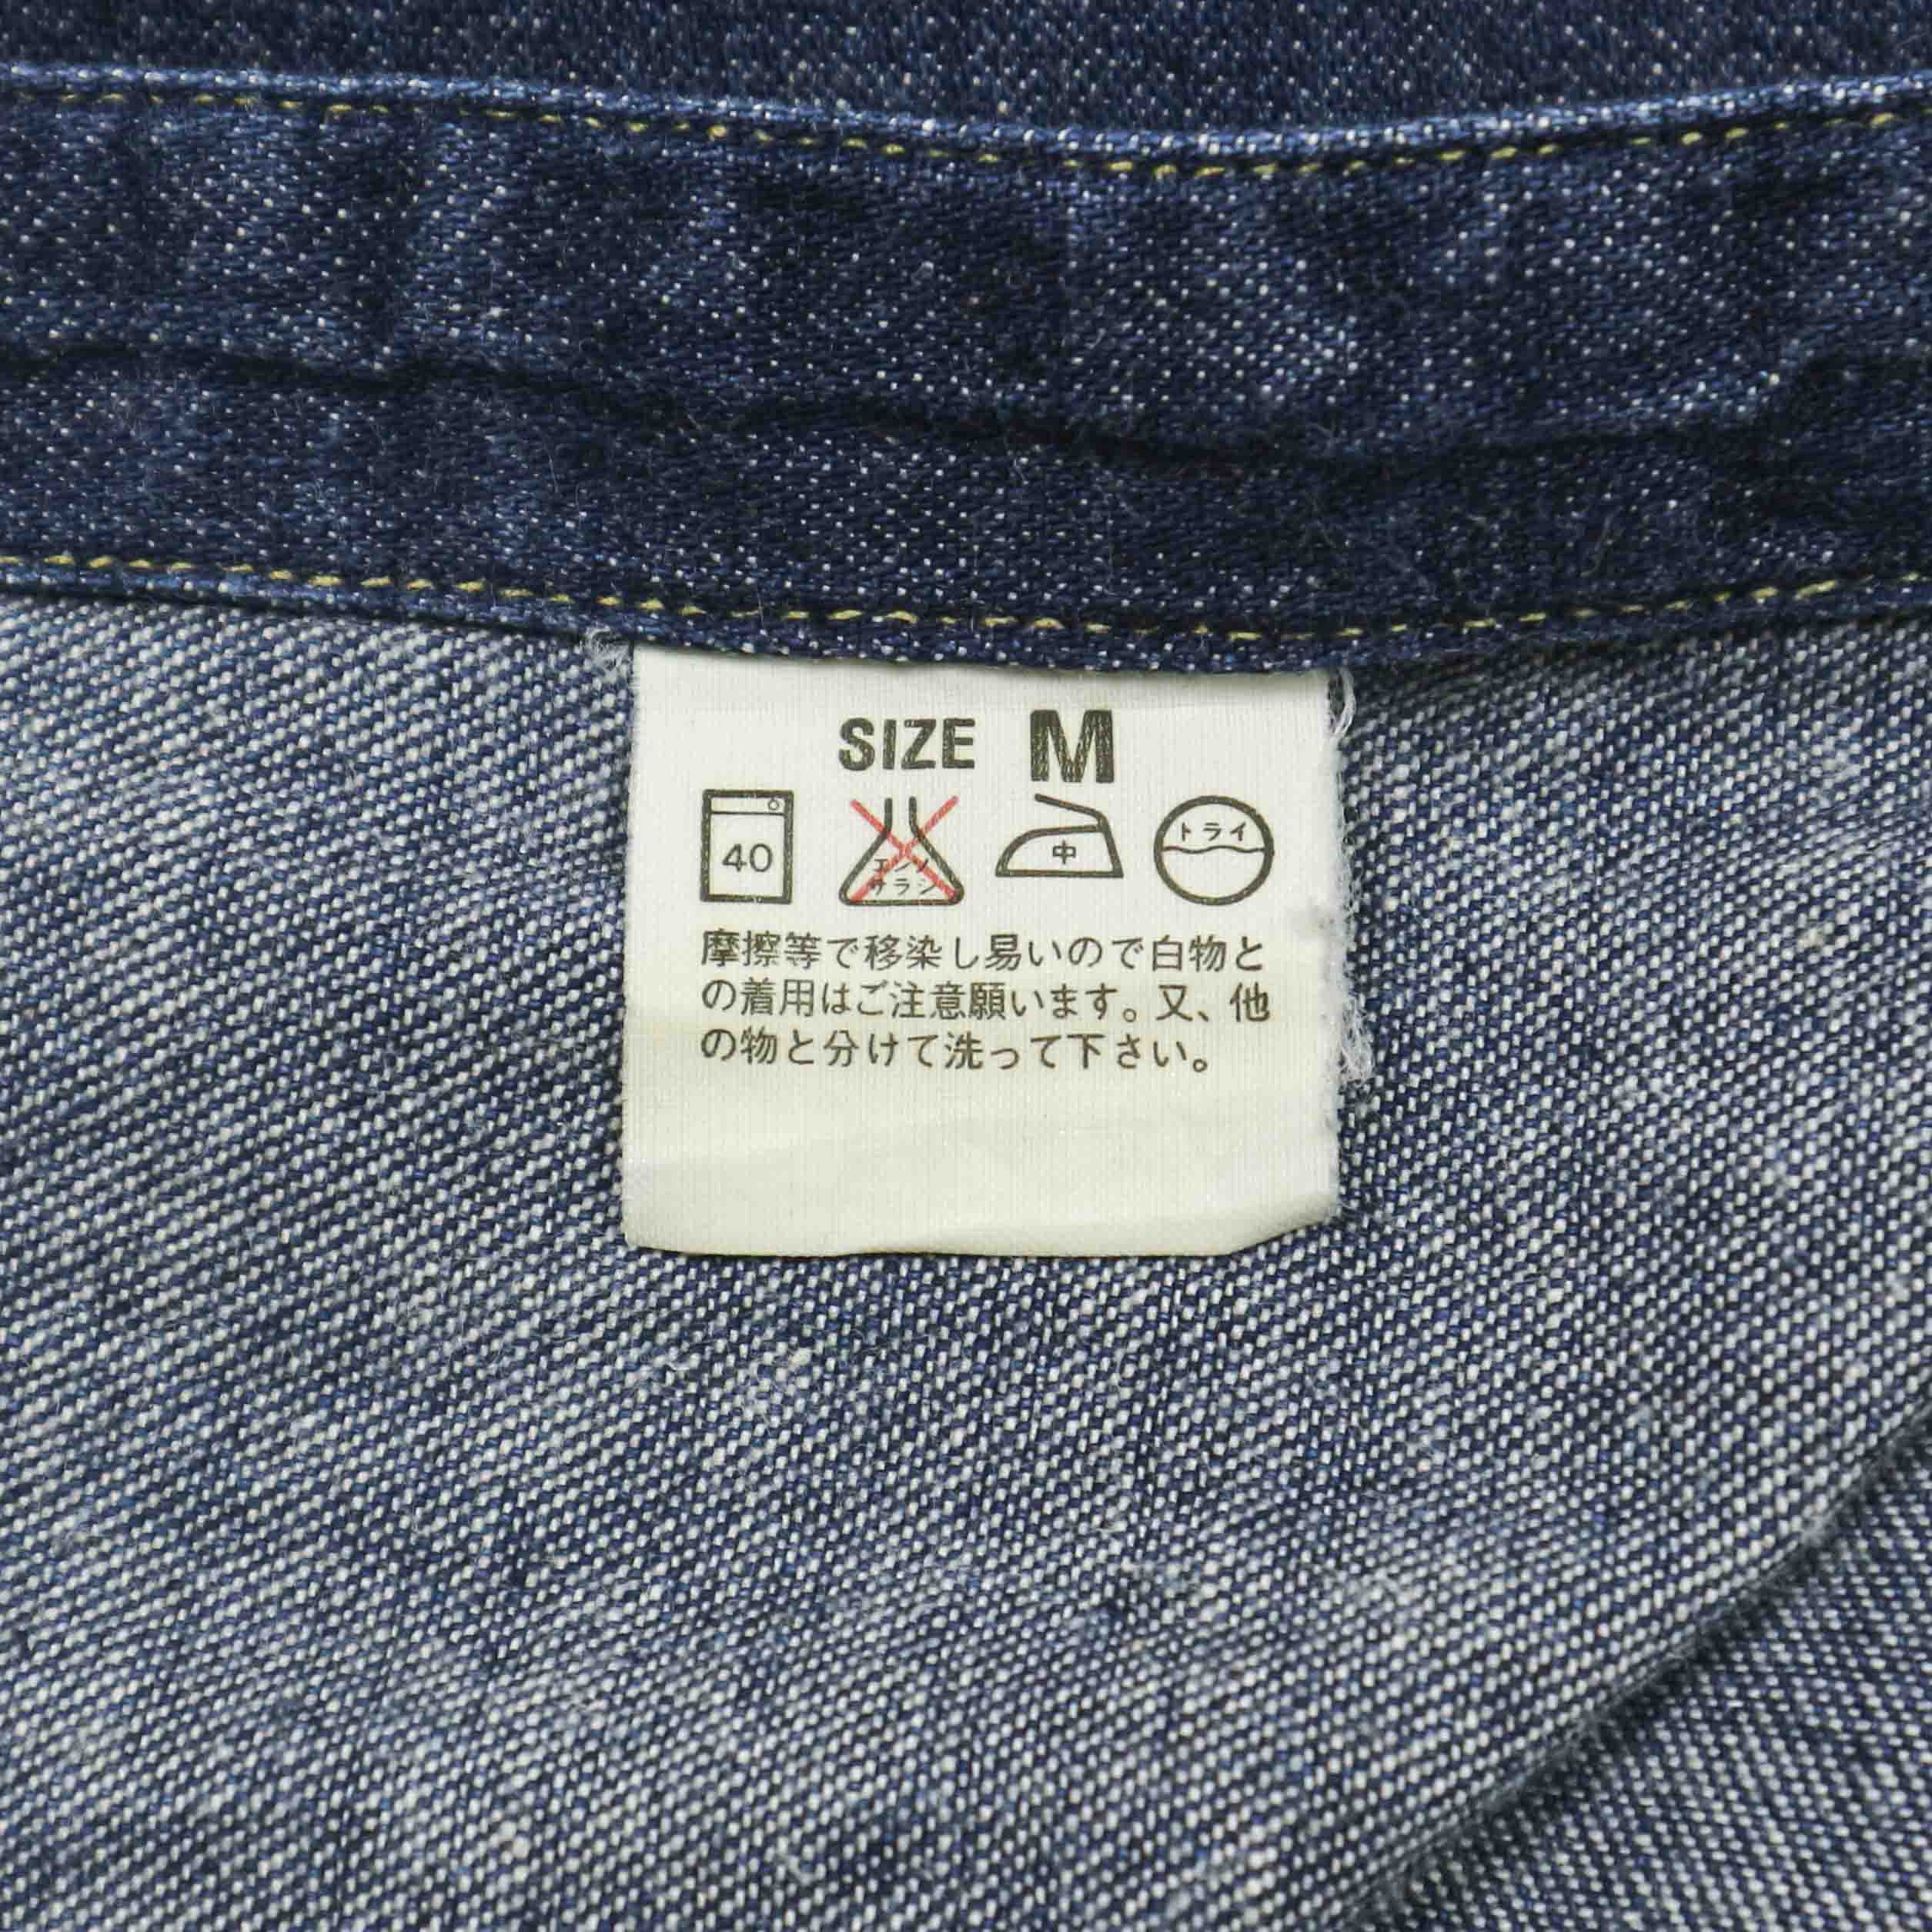 SIZE M
40 エンソ サラシ 中 ドライ
摩擦等で移染し易いので白物と
の着用はご注意願います。又、他
の物と分けて洗って下さい。